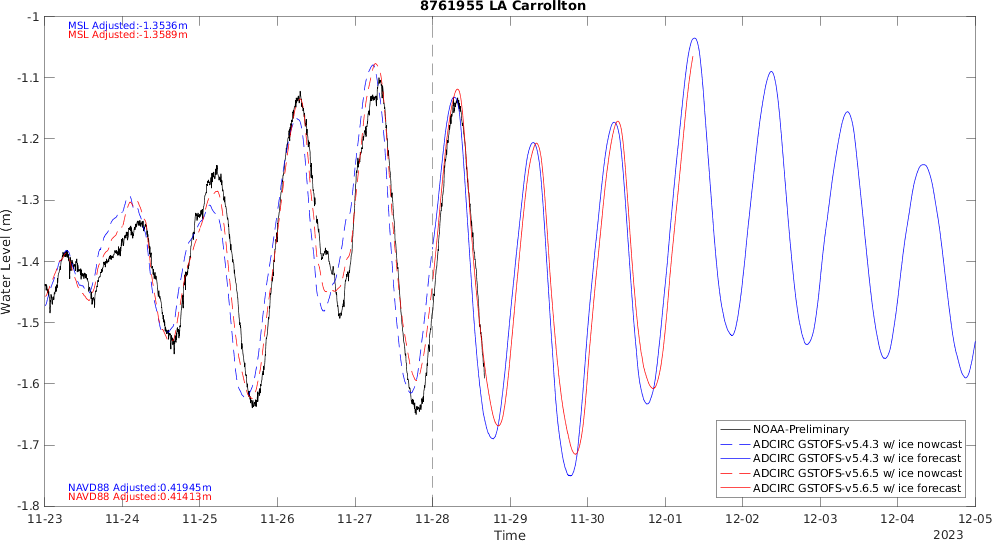 8761955 LA Carrollton
MSL Adjusted:-1.3536m
MSL Adjusted:-1.3589m
-1
-1.1
-1.2
-1.3
-1.4
-1.5
-1.6
-1.7
-1.8
Water Level (m)
NOAA-Preliminary
ADCIRC GSTOFS-v5.4.3 w/ ice nowcast
ADCIRC GSTOFS-v5.4.3 w/ ice forecast
ADCIRC GSTOFS-v5.6.5 w/ ice nowcast
ADCIRC GSTOFS-v5.6.5 w/ ice forecast
NAVD88 Adjusted:0.41945m
NAVD88 Adjusted:0.41413m
11-23 11-24 11-25 11-26 11-27 11-28 11-29 11-30 12-01 12-02 12-03 12-04 12-05
Time
2023